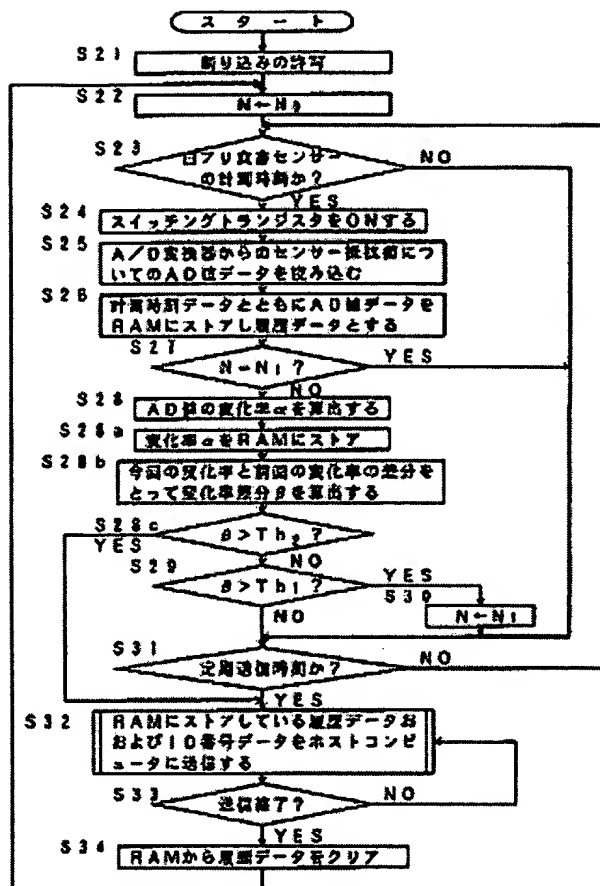 スタート
S21
割り込みの許可
S22
N←N0
S23
白アリ食害センサー
の計測時刻か？
NO
YES
S24
スイッチングトランジスタをONする
S25
A/D変換器からのセンサー抵抗値につ
いてのAD値データを読み込む
S26
計測時刻データとともにAD値データを
RAMにストアし履歴データとする
S27
N=N1？
YES
NO
S28
AD値の変化率αを算出する
S28a
変化率αをRAMにストア
S28b
今回の変化率と前回の変化率の差分を
とって変化率差分βを算出する
S28c
β>Th2？
YES
NO
S29
β>Th1？
YES
S30
N←N1
NO
S31
定期送信時刻か？
NO
YES
S32
RAMにストアしている履歴データお
および ID番号データをホストコンピ
ュータに送信する
S33
送信終了？
NO
YES
S34
RAMから履歴データをクリア